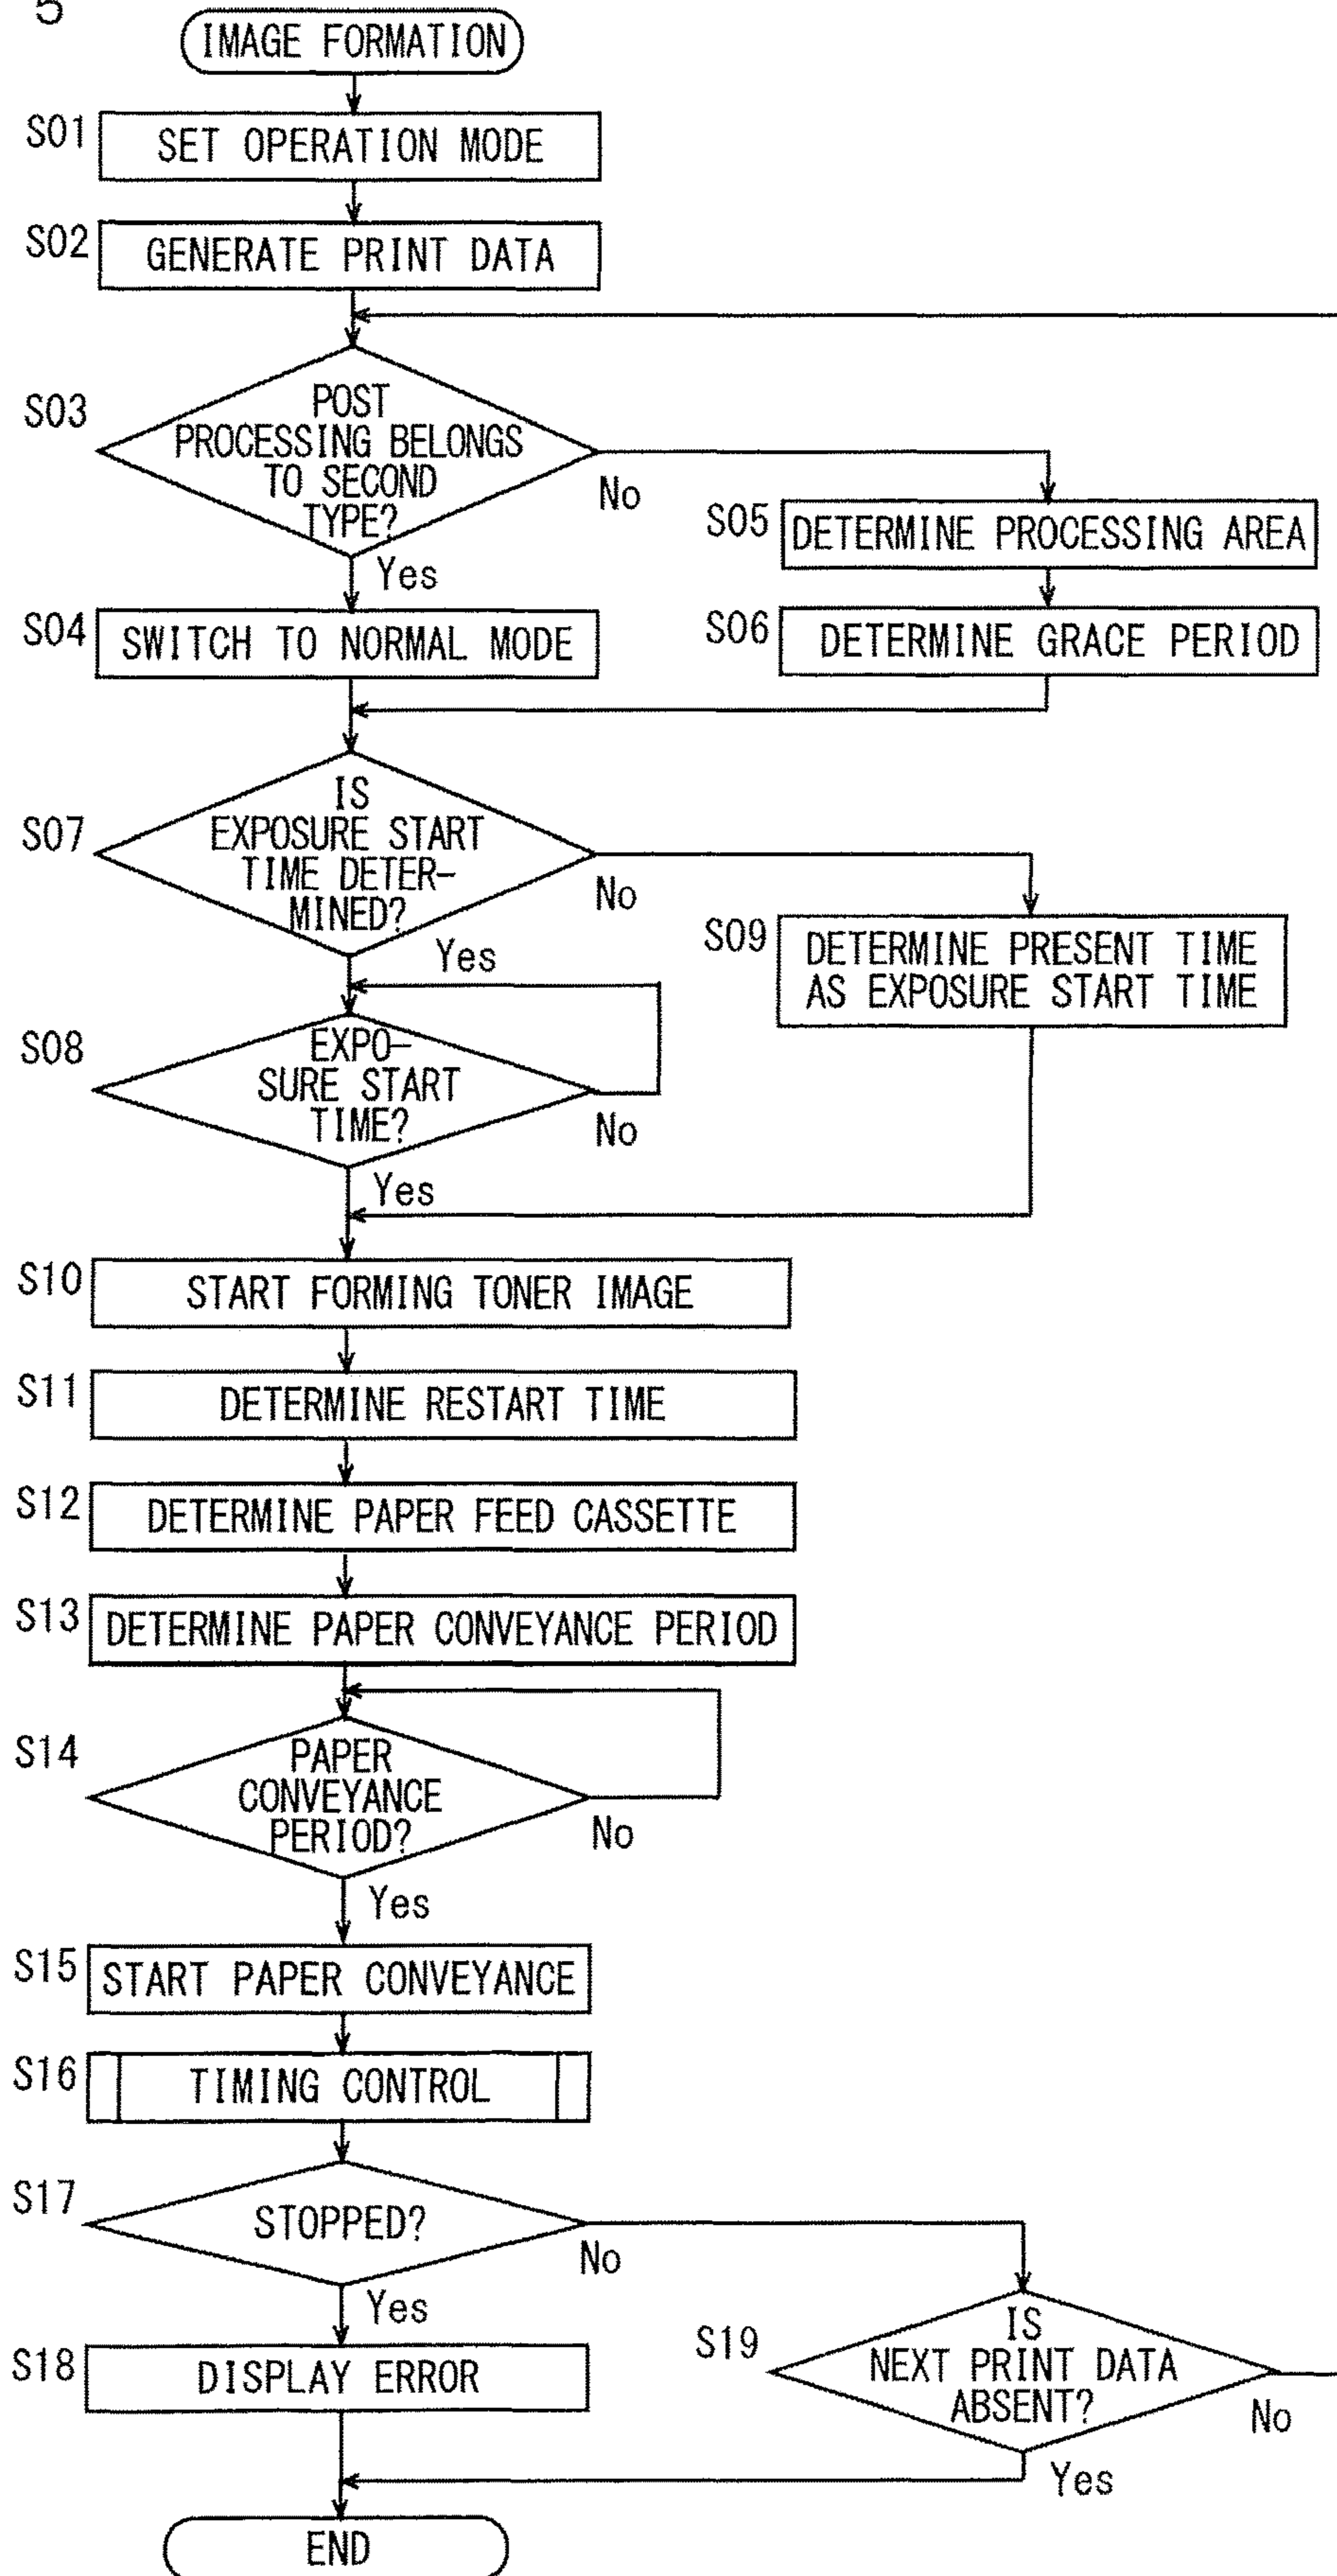 5
IMAGE FORMATION
S01
SET OPERATION MODE
S02
GENERATE PRINT DATA
S03
POST
PROCESSING BELONGS
TO SECOND
TYPE?
No
Yes
S05
DETERMINE PROCESSING AREA
S04
SWITCH TO NORMAL MODE
S06
DETERMINE GRACE PERIOD
S07
IS
EXPOSURE START
TIME DETER-
MINED?
No
Yes
S09
DETERMINE PRESENT TIME
AS EXPOSURE START TIME
S08
EXPO-
SURE START
TIME?
No
Yes
S10
START FORMING TONER IMAGE
S11
DETERMINE RESTART TIME
S12
DETERMINE PAPER FEED CASSETTE
S13
DETERMINE PAPER CONVEYANCE PERIOD
S14
PAPER
CONVEYANCE
PERIOD?
No
Yes
S15
START PAPER CONVEYANCE
S16
TIMING CONTROL
S17
STOPPED?
No
Yes
S18
DISPLAY ERROR
S19
IS
NEXT PRINT DATA
ABSENT?
No
Yes
END